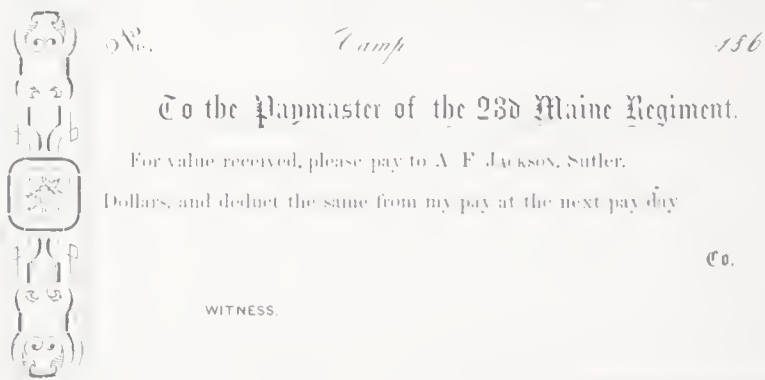 No. Camp 186
To the Paymaster of the 23d Maine Regiment.
For value received, please pay to A F Jackson, Sutler.
Dollars, and deduct the same from my pay at the next pay day
Co.
WITNESS.